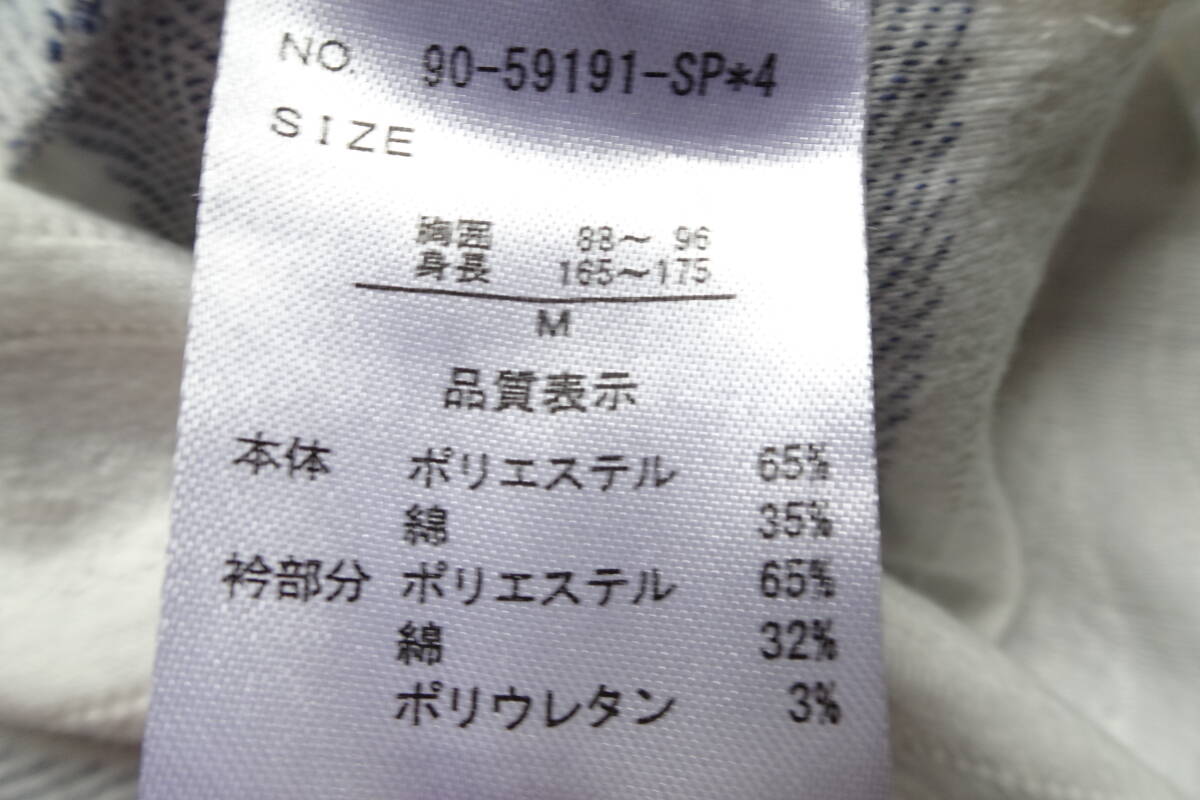 NO. 90-59191-SP*4
SIZE
胸囲 88～ 96
身長 165～175
M
品質表示
本体 ポリエステル 65%
綿 35%
衿部分 ポリエステル 65%
綿 32%
ポリウレタン 3%